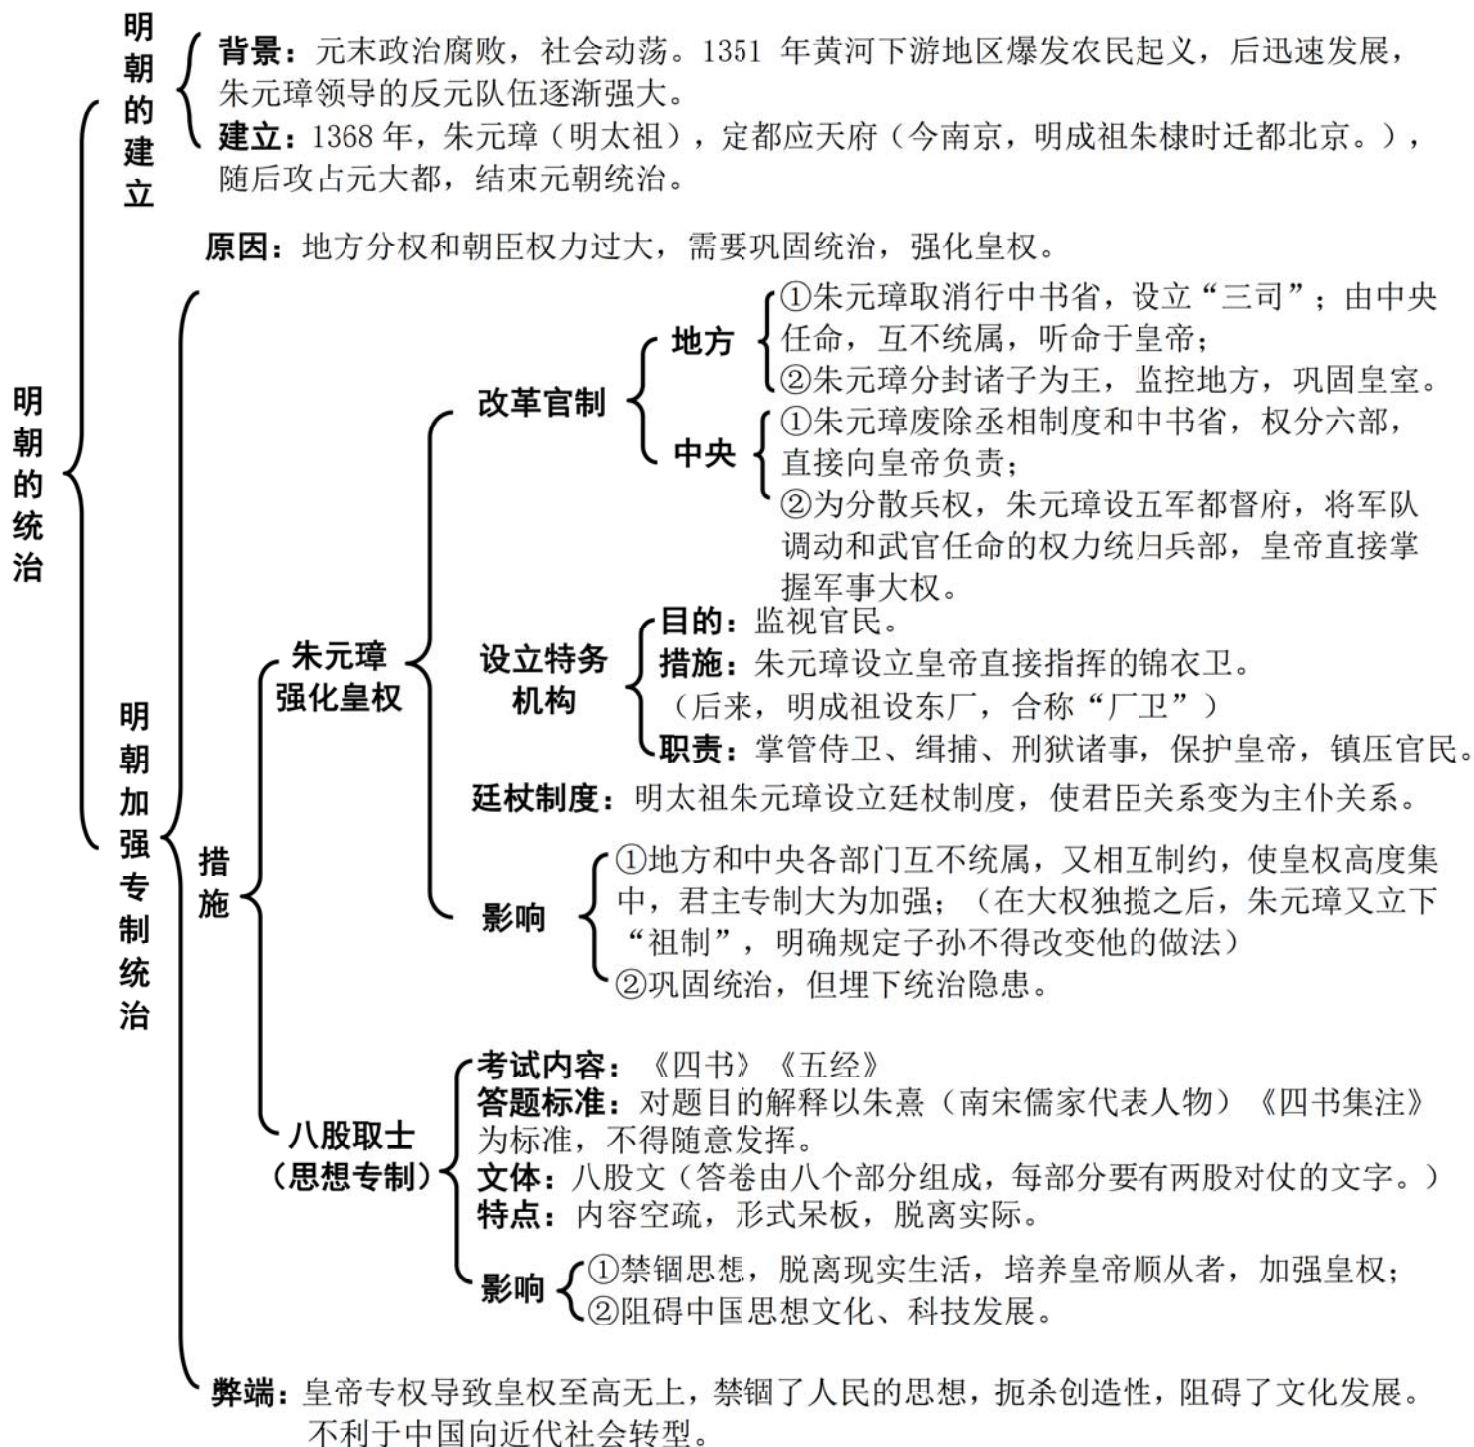 明朝的统治
明朝的建立
背景：元末政治腐败，社会动荡。1351 年黄河下游地区爆发农民起义，后迅速发展，
朱元璋领导的反元队伍逐渐强大。
建立：1368 年，朱元璋（明太祖），定都应天府（今南京，明成祖朱棣时迁都北京。），
随后攻占元大都，结束元朝统治。
明朝加强专制统治
原因：地方分权和朝臣权力过大，需要巩固统治，强化皇权。
措施
朱元璋
强化皇权
改革官制
地方
①朱元璋取消行中书省，设立“三司”；由中央
任命，互不统属，听命于皇帝；
②朱元璋分封诸子为王，监控地方，巩固皇室。
中央
①朱元璋废除丞相制度和中书省，权分六部，
直接向皇帝负责；
②为分散兵权，朱元璋设五军都督府，将军队
调动和武官任命的权力统归兵部，皇帝直接掌
握军事大权。
设立特务
机构
目的：监视官民。
措施：朱元璋设立皇帝直接指挥的锦衣卫。
（后来，明成祖设东厂，合称“厂卫”）
职责：掌管侍卫、缉捕、刑狱诸事，保护皇帝，镇压官民。
廷杖制度：明太祖朱元璋设立廷杖制度，使君臣关系变为主仆关系。
影响
①地方和中央各部门互不统属，又相互制约，使皇权高度集
中，君主专制大为加强；（在大权独揽之后，朱元璋又立下
“祖制”，明确规定子孙不得改变他的做法）
②巩固统治，但埋下统治隐患。
八股取士
（思想专制）
考试内容：《四书》《五经》
答题标准：对题目的解释以朱熹（南宋儒家代表人物）《四书集注》
为标准，不得随意发挥。
文体：八股文（答卷由八个部分组成，每部分要有两股对仗的文字。）
特点：内容空疏，形式呆板，脱离实际。
影响
①禁锢思想，脱离现实生活，培养皇帝顺从者，加强皇权；
②阻碍中国思想文化、科技发展。
弊端：皇帝专权导致皇权至高无上，禁锢了人民的思想，扼杀创造性，阻碍了文化发展。
不利于中国向近代社会转型。